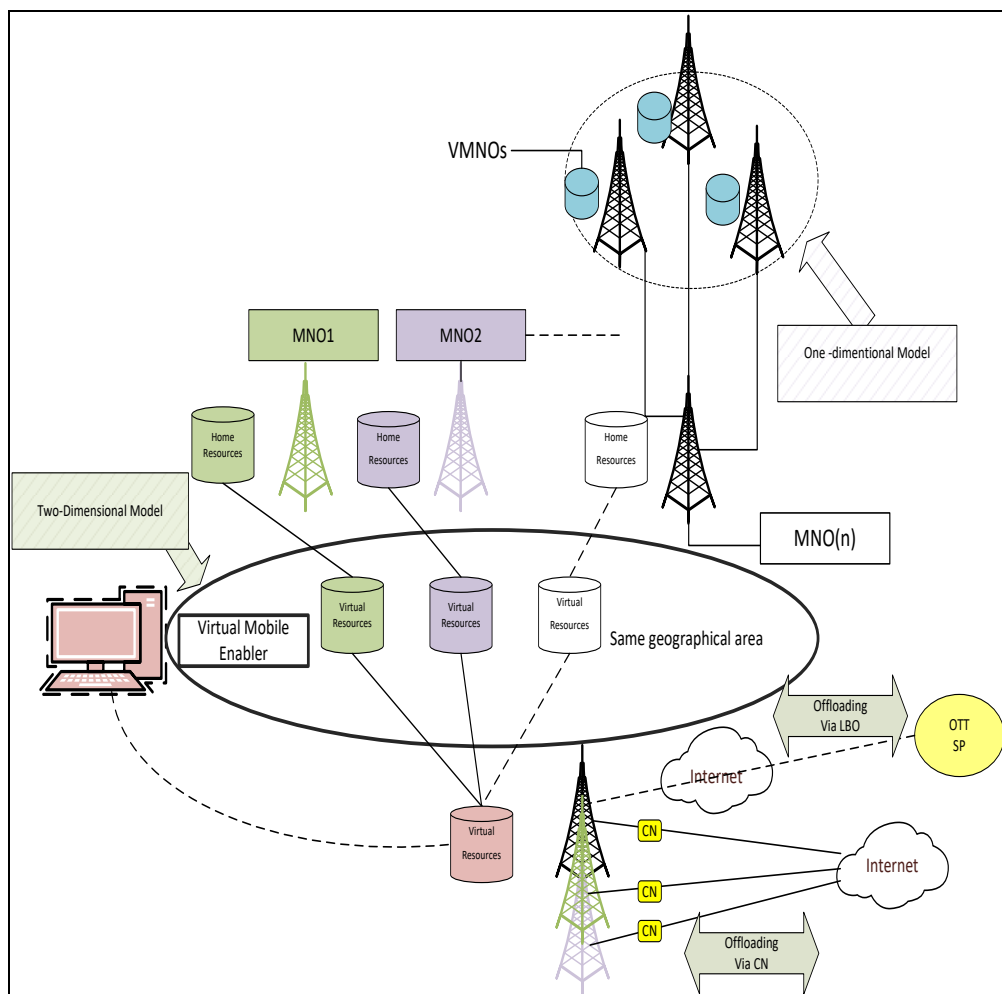 VMNOs
MNO1
MNO2
One -dimentional Model
Home
Resources
Home
Resources
Home
Resources
Two-Dimensional Model
MNO(n)
Virtual
Resources
Virtual
Resources
Virtual
Resources
Virtual Mobile
Enabler
Same geographical area
Offloading
Via LBO
OTT
SP
Internet
Virtual
Resources
CN
Internet
CN
CN
Offloading
Via CN